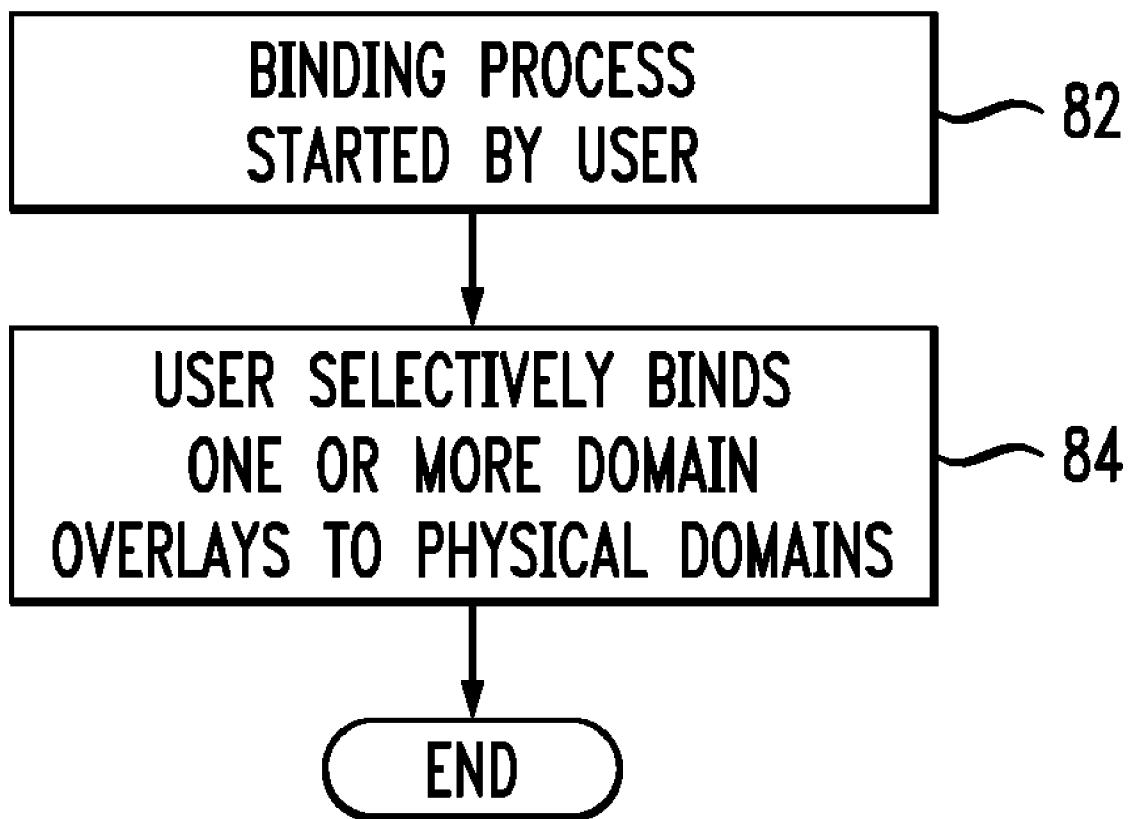 BINDING PROCESS
STARTED BY USER
82
USER SELECTIVELY BINDS
ONE OR MORE DOMAIN
OVERLAYS TO PHYSICAL DOMAINS
84
END